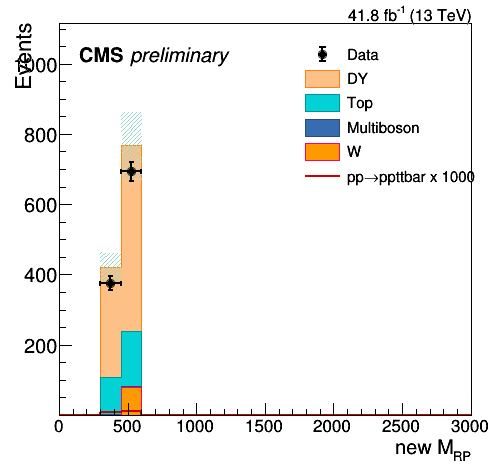 41.8 fb⁻¹ (13 TeV)
Events
CMS preliminary
Data
DY
Top
Multiboson
W
pp→ppttbar x 1000
1000
800
600
400
200
0 500 1000 1500 2000 2500 3000
new M_RP